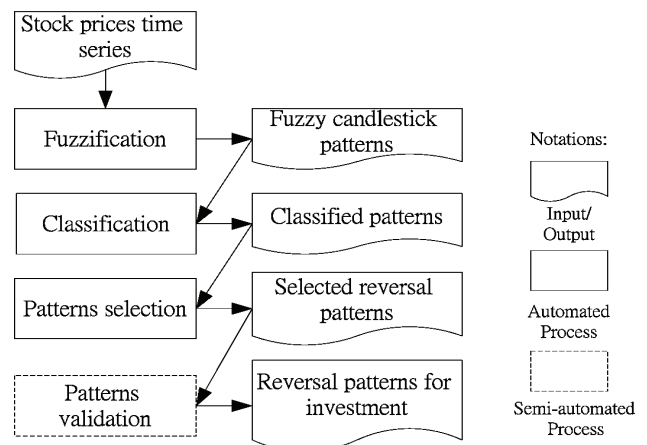 Stock prices time
series
Fuzzification
Fuzzy candlestick
patterns
Classification
Classified patterns
Patterns selection
Selected reversal
patterns
Patterns
validation
Reversal patterns for
investment
Notations:
Input/
Output
Automated
Process
Semi-automated
Process